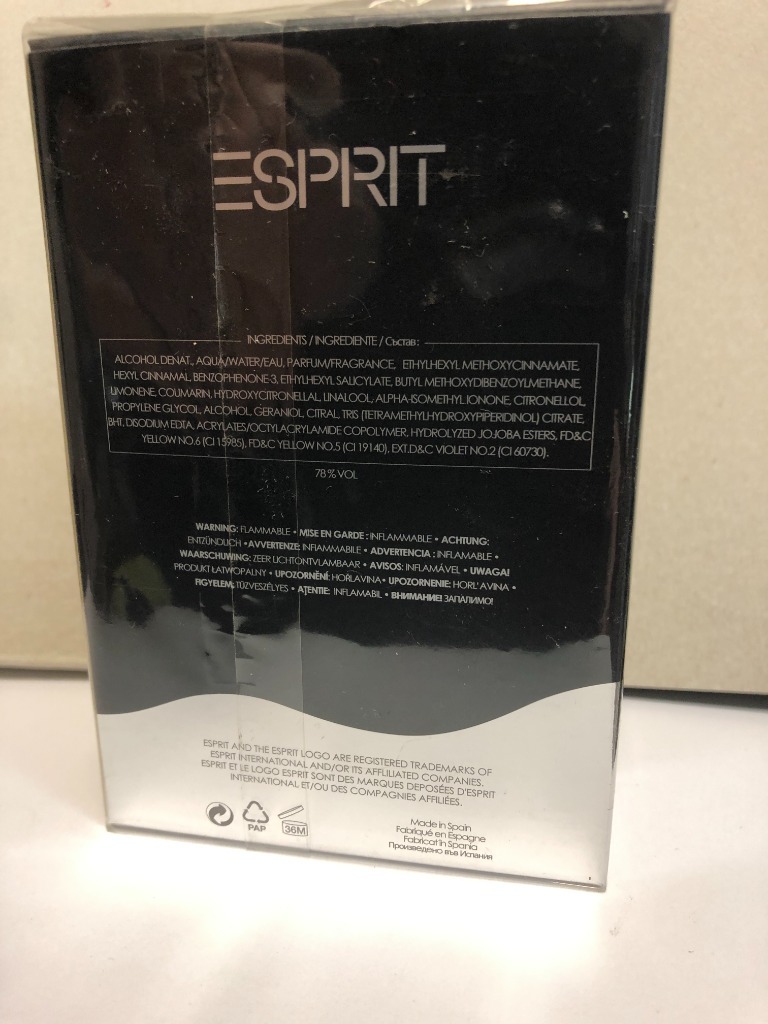 ESPRIT
INGREDIENTS / INGREDIENTE / Състав:
ALCOHOL DENAT., AQUA/WATER/EAU, PARFUM/FRAGRANCE, ETHYLHEXYL METHOXYCINNAMATE,
HEXYL CINNAMAL, BENZOPHENONE-3, ETHYLHEXYL SALICYLATE, BUTYL METHOXYDIBENZOYLMETHANE,
LIMONENE, COUMARIN, HYDROXYCITRONELLAL, LINALOOL, ALPHA-ISOMETHYL IONONE, CITRONELLOL,
PROPYLENE GLYCOL, ALCOHOL, GERANIOL, CITRAL, TRIS (TETRAMETHYLHYDROXYPIPERIDINOL) CITRATE,
BHT, DISODIUM EDTA, ACRYLATES/OCTYLACRYLAMIDE COPOLYMER, HYDROLYZED JOJOBA ESTERS, FD&C
YELLOW NO.6 (CI 15985), FD&C YELLOW NO.5 (CI 19140), EXT.D&C VIOLET NO.2 (CI 60730).
78 % VOL
WARNING: FLAMMABLE • MISE EN GARDE : INFLAMMABLE • ACHTUNG:
ENTZÜNDLICH • AVVERTENZE: INFIAMMABILE • ADVERTENCIA : INFLAMABLE •
WAARSCHUWING: ZEER LICHTONTVLAMBAAR • AVISOS: INFLAMÁVEL • UWAGA!
PRODUKT ŁATWOPALNY • UPOZORNĚNÍ: HOŘLAVINA • UPOZORNENIE: HORL'AVINA •
FIGYELEM: TŰZVESZÉLYES • ATENTIE: INFLAMABIL • ВНИМАНИЕ! ЗАПАЛИМО!
ESPRIT AND THE ESPRIT LOGO ARE REGISTERED TRADEMARKS OF
ESPRIT INTERNATIONAL AND/OR ITS AFFLILIATED COMPANIES.
ESPRIT ET LE LOGO ESPRIT SONT DES MARQUES DEPOSÉES D'ESPRIT
INTERNATIONAL ET/OU DES COMPAGNIES AFFILIÉES.
PAP
36M
Made in Spain
Fabriqué en Espagne
Fabricat în Spania
Произведено във Испания